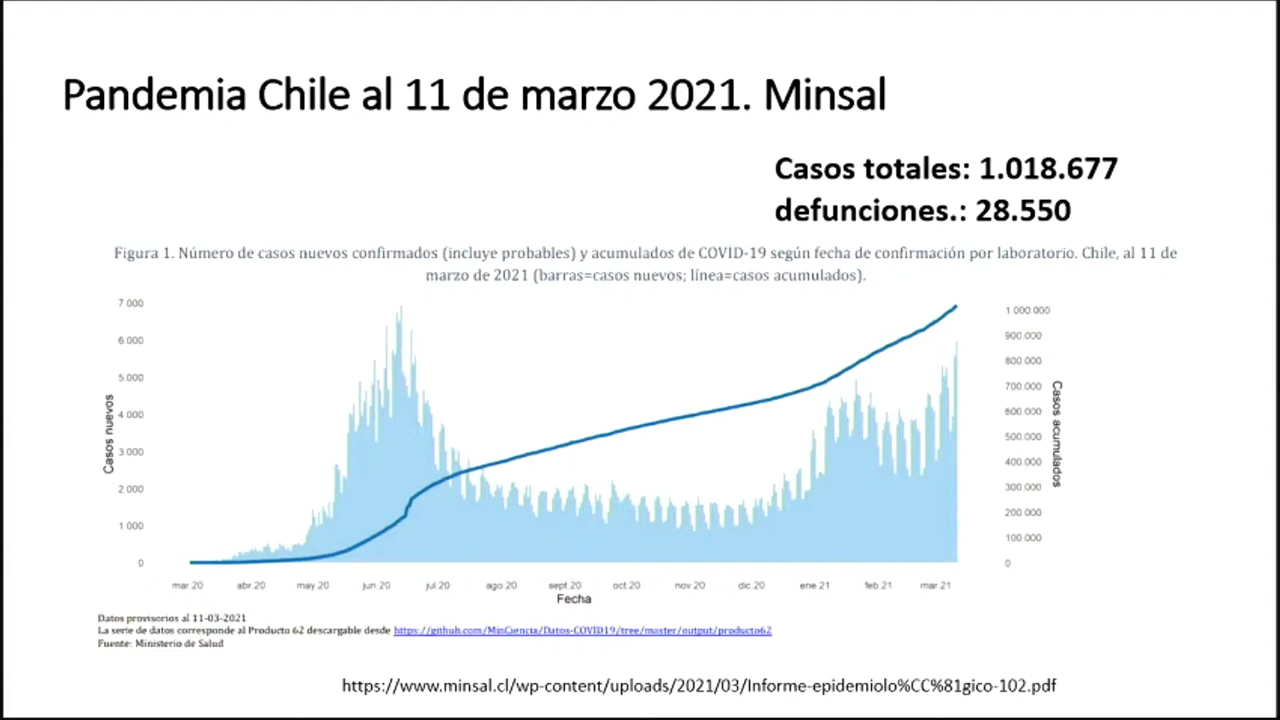 Pandemia Chile al 11 de marzo 2021. Minsal
Casos totales: 1.018.677
defunciones.: 28.550
Figura 1. Número de casos nuevos confirmados (incluye probables) y acumulados de COVID-19 según fecha de confirmación por laboratorio. Chile, al 11 de
marzo de 2021 (barras=casos nuevos; línea=casos acumulados).
Casos nuevos
7 000
6 000
5 000
4 000
3 000
2 000
1 000
0
1 000 000
900 000
800 000
700 000
600 000
500 000
400 000
300 000
200 000
100 000
0
Casos acumulados
mar.20 abr.20 may.20 jun.20 jul.20 ago.20 sept.20 oct.20 nov.20 dic.20 ene.21 feb.21 mar.21
Fecha
Datos provisorios al 11-03-2021
La serie de datos corresponde al Producto 62 descargable desde https://github.com/MinCiencia/Datos-COVID19/tree/master/output/producto62
Fuente: Ministerio de Salud
https://www.minsal.cl/wp-content/uploads/2021/03/Informe-epidemiolo%CC%81gico-102.pdf